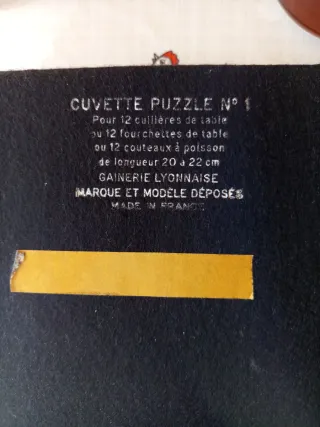 CUVETTE PUZZLE Nº 1
Pour 12 cuillères de table
ou 12 fourchettes de table
ou 12 couteaux à poisson
de longueur 20 à 22 cm
GAINERIE LYONNAISE
MARQUE ET MODÈLE DÉPOSÉS
MADE IN FRANCE